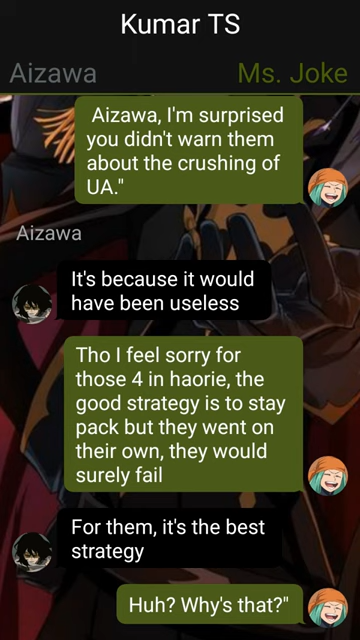 Kumar TS
Aizawa
Ms. Joke
Aizawa, I'm surprised
you didn't warn them
about the crushing of
UA."
Aizawa
It's because it would
have been useless
Tho I feel sorry for
those 4 in haorie, the
good strategy is to stay
pack but they went on
their own, they would
surely fail
For them, it's the best
strategy
Huh? Why's that?"